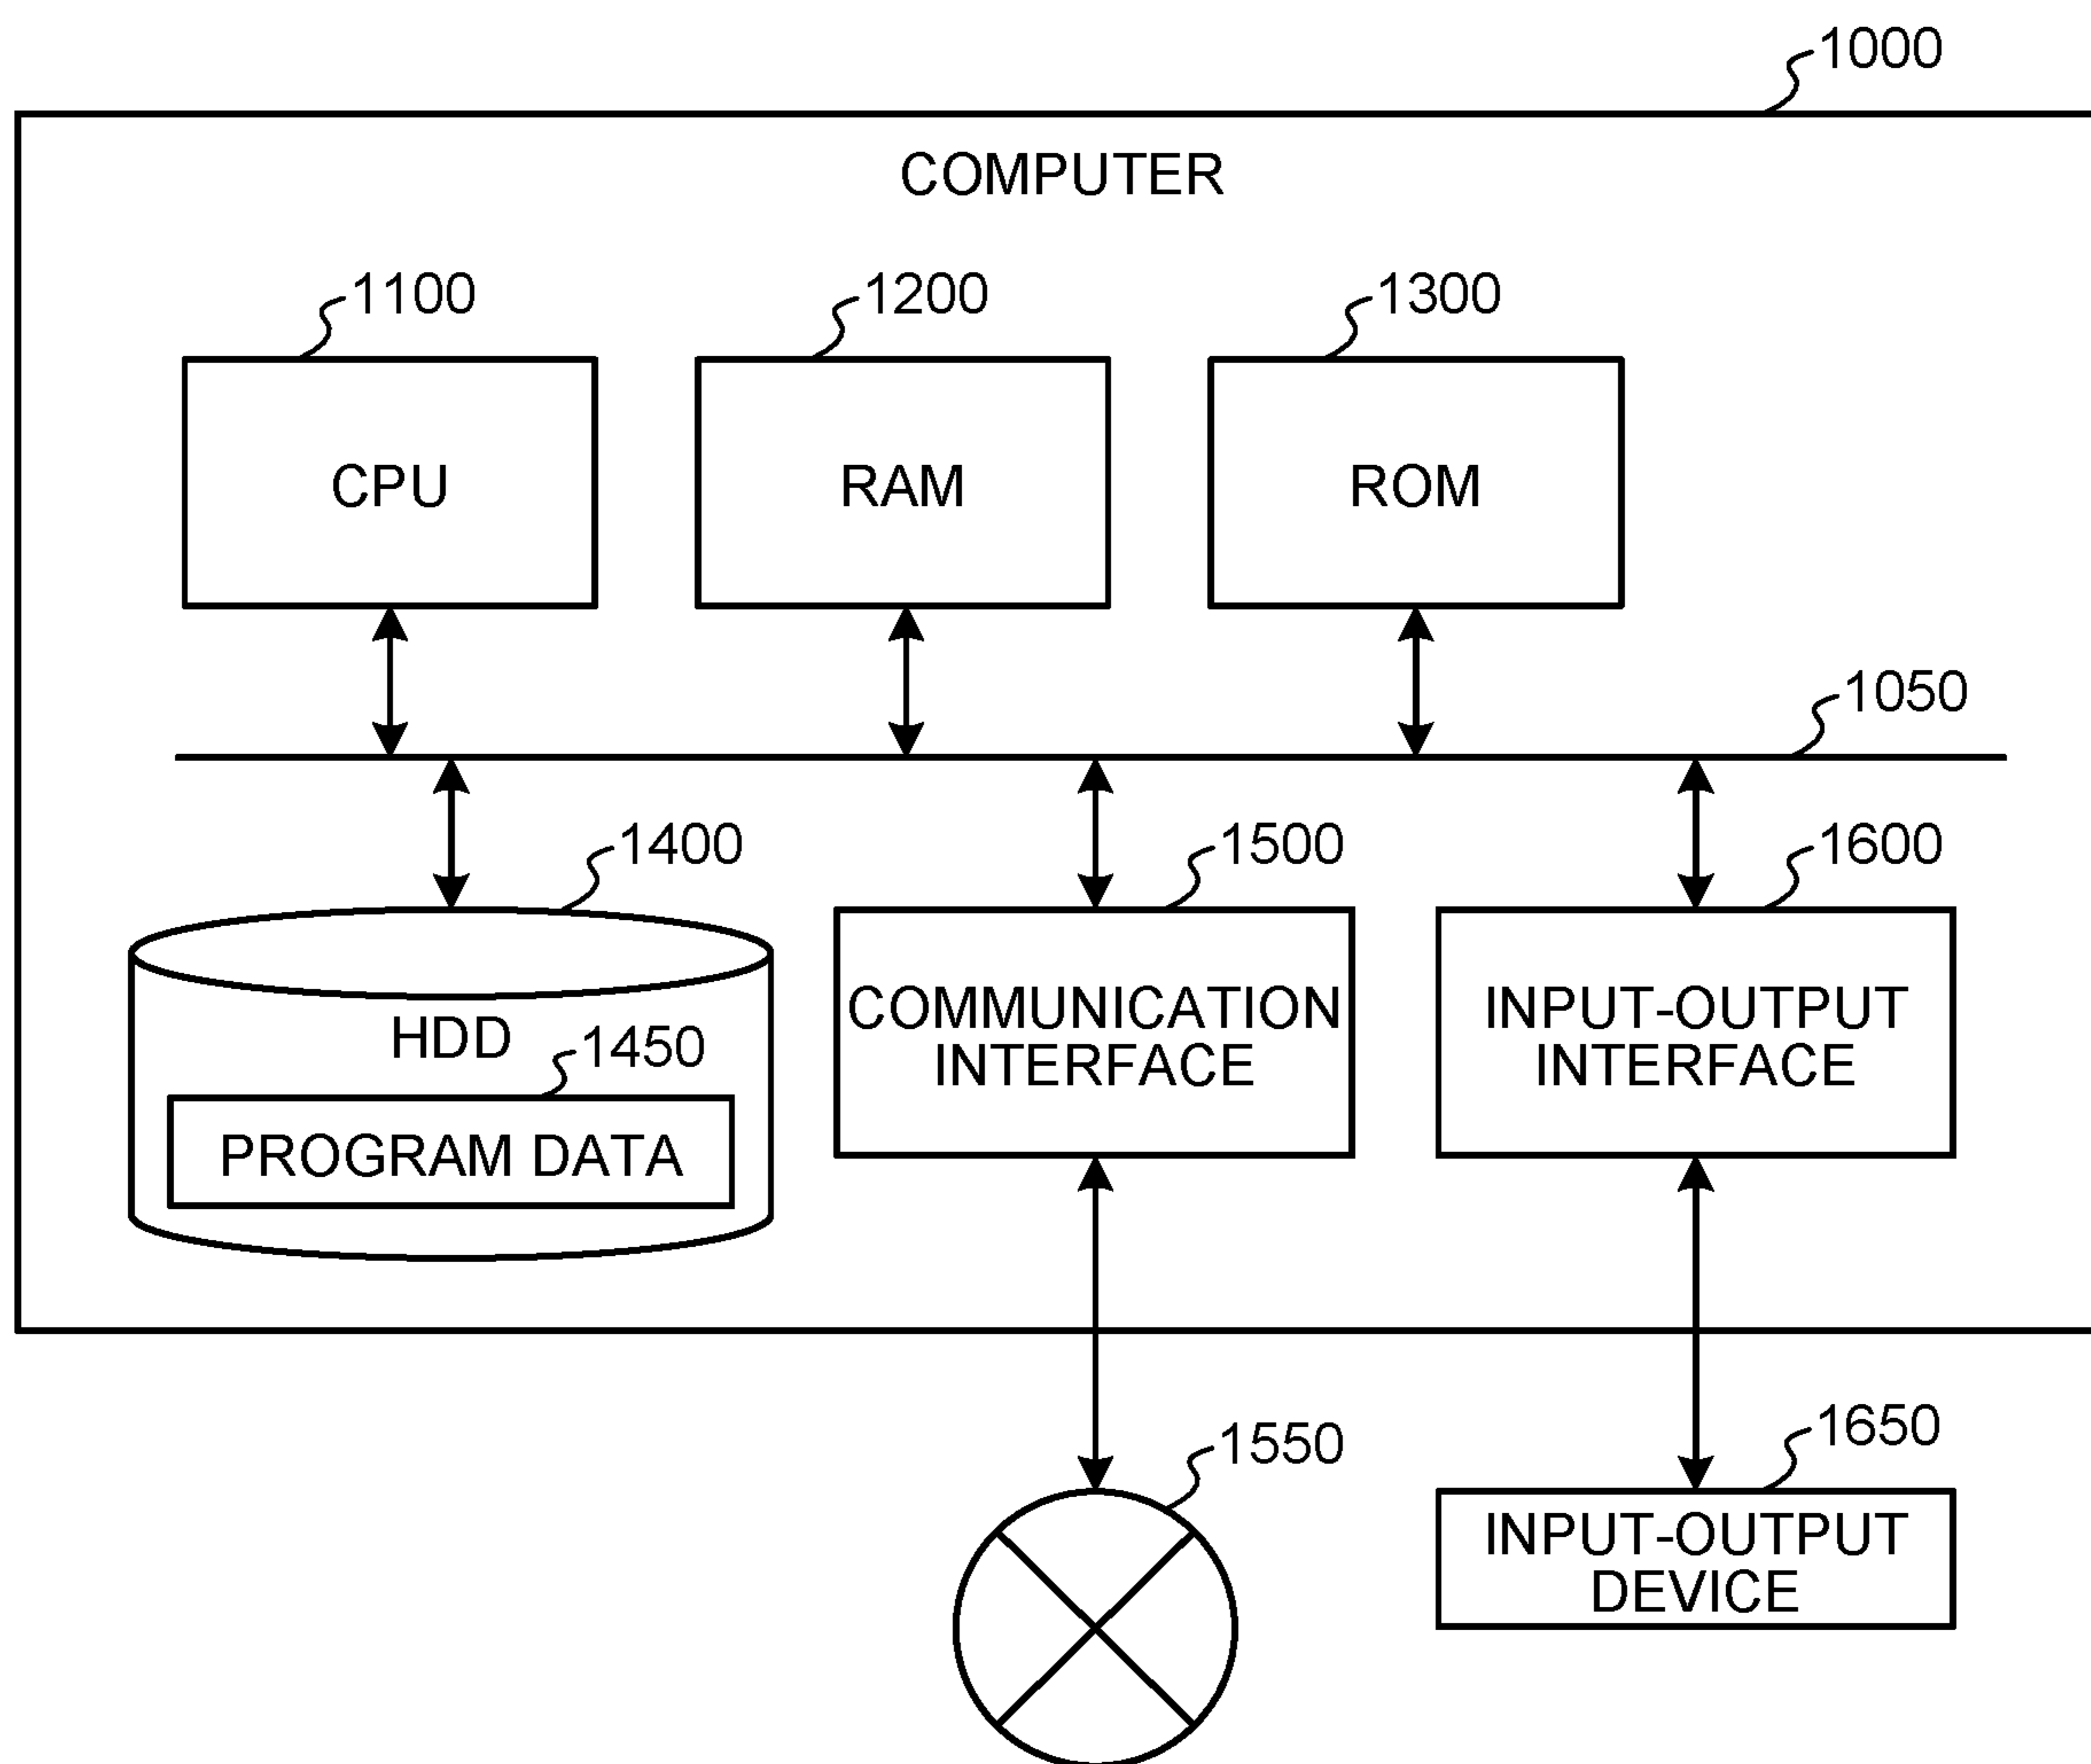 1000
COMPUTER
1100
1200
1300
CPU
RAM
ROM
1050
1400
1500
1600
HDD
1450
PROGRAM DATA
COMMUNICATION
INTERFACE
INPUT-OUTPUT
INTERFACE
1550
1650
INPUT-OUTPUT
DEVICE